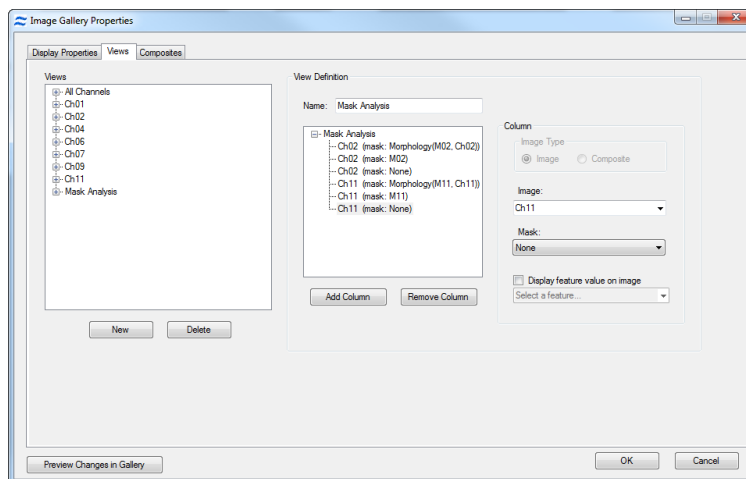 Image Gallery Properties
Display Properties
Views
Composites
Views
All Channels
Ch01
Ch02
Ch04
Ch06
Ch07
Ch09
Ch11
Mask Analysis
New
Delete
View Definition
Name: Mask Analysis
Mask Analysis
Ch02 (mask: Morphology(M02, Ch02))
Ch02 (mask: M02)
Ch02 (mask: None)
Ch11 (mask: Morphology(M11, Ch11))
Ch11 (mask: M11)
Ch11 (mask: None)
Add Column
Remove Column
Column
Image Type
Image
Composite
Image:
Ch11
Mask:
None
Display feature value on image
Select a feature...
Preview Changes in Gallery
OK
Cancel